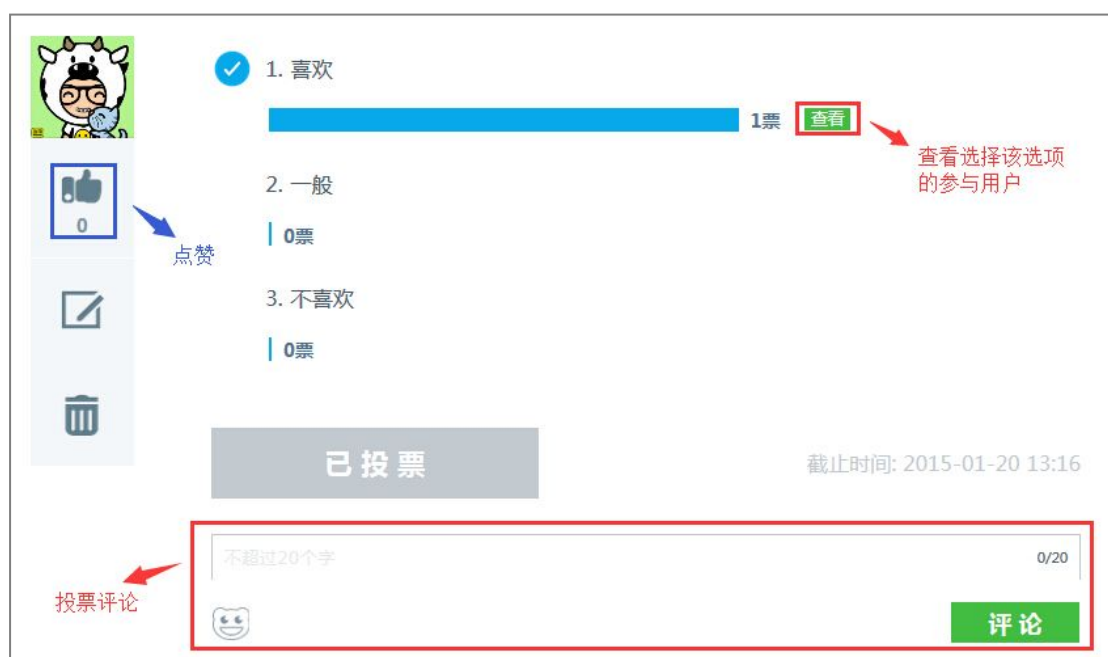 1. 喜欢
1票
查看
查看选择该选项
的参与用户
0
点赞
2. 一般
0票
3. 不喜欢
0票
已投票
截止时间: 2015-01-20 13:16
不超过20个字
0/20
投票评论
评论